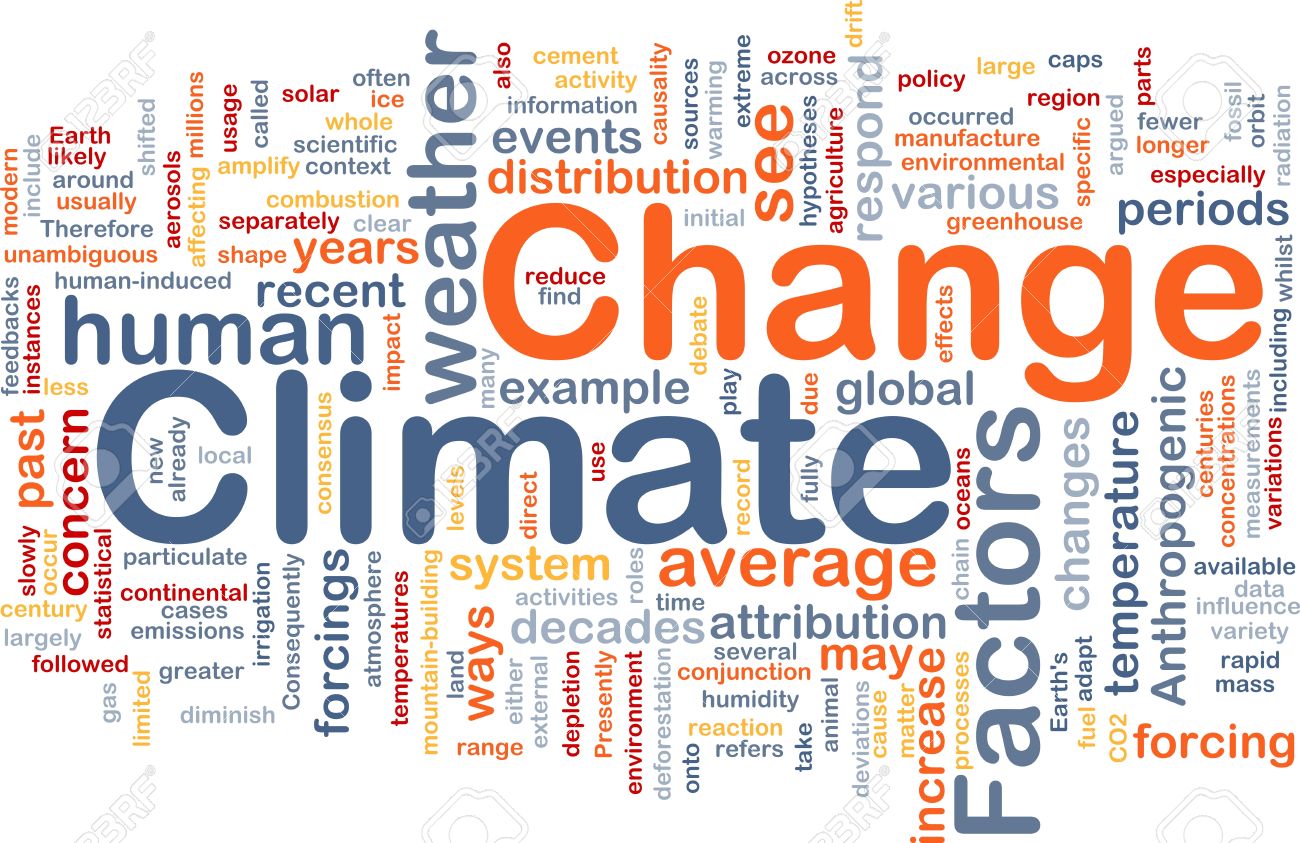 drift
weather
also
cement
activity
information
events
distribution
causality
sources
warming
extreme
ozone
across
see
hypotheses
agriculture
respond
policy
large
caps
region
parts
occurred
manufacture
environmental
various
greenhouse
specific
argued
fewer
longer
especially
periods
fossil
orbit
radiation
modern
include
Earth
likely
around
usually
Therefore
unambiguous
human-induced
shifted
aerosols
millions
affecting
usage
called
solar
often
ice
whole
scientific
context
amplify
combustion
separately
clear
shape
years
recent
initial
Change
reduce
find
feedbacks
instances
human
impact
less
many
example
debate
play
due
global
effects
including whilst
past
concern
Climate
new
already
local
consensus
levels
direct
use
record
fully
oceans
Factors
changes
temperature
Anthropogenic
centuries
concentrations
measurements
variations
slowly
occur
century
largely
followed
statistical
particulate
continental
cases
emissions
greater
irrigation
Consequently
forcings
atmosphere
temperatures
mountain-building
system
activities
roles
average
time
decades
attribution
chain
available
data
influence
variety
rapid
mass
gas
limited
diminish
land
ways
range
either
external
depletion
Presently
environment
deforestation
several
conjunction
humidity
reaction
refers
onto
take
animal
may
deviations
cause
matter
increase
processes
Earth's
fuel adapt
CO2
forcing
123RF